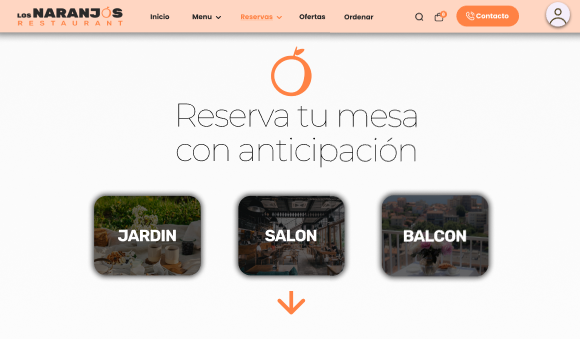 LOS NARANJOS
RESTAURANT
Inicio
Menu
Reservas
Ofertas
Ordenar
Contacto
Reserva tu mesa
con anticipación
JARDIN
SALON
BALCON